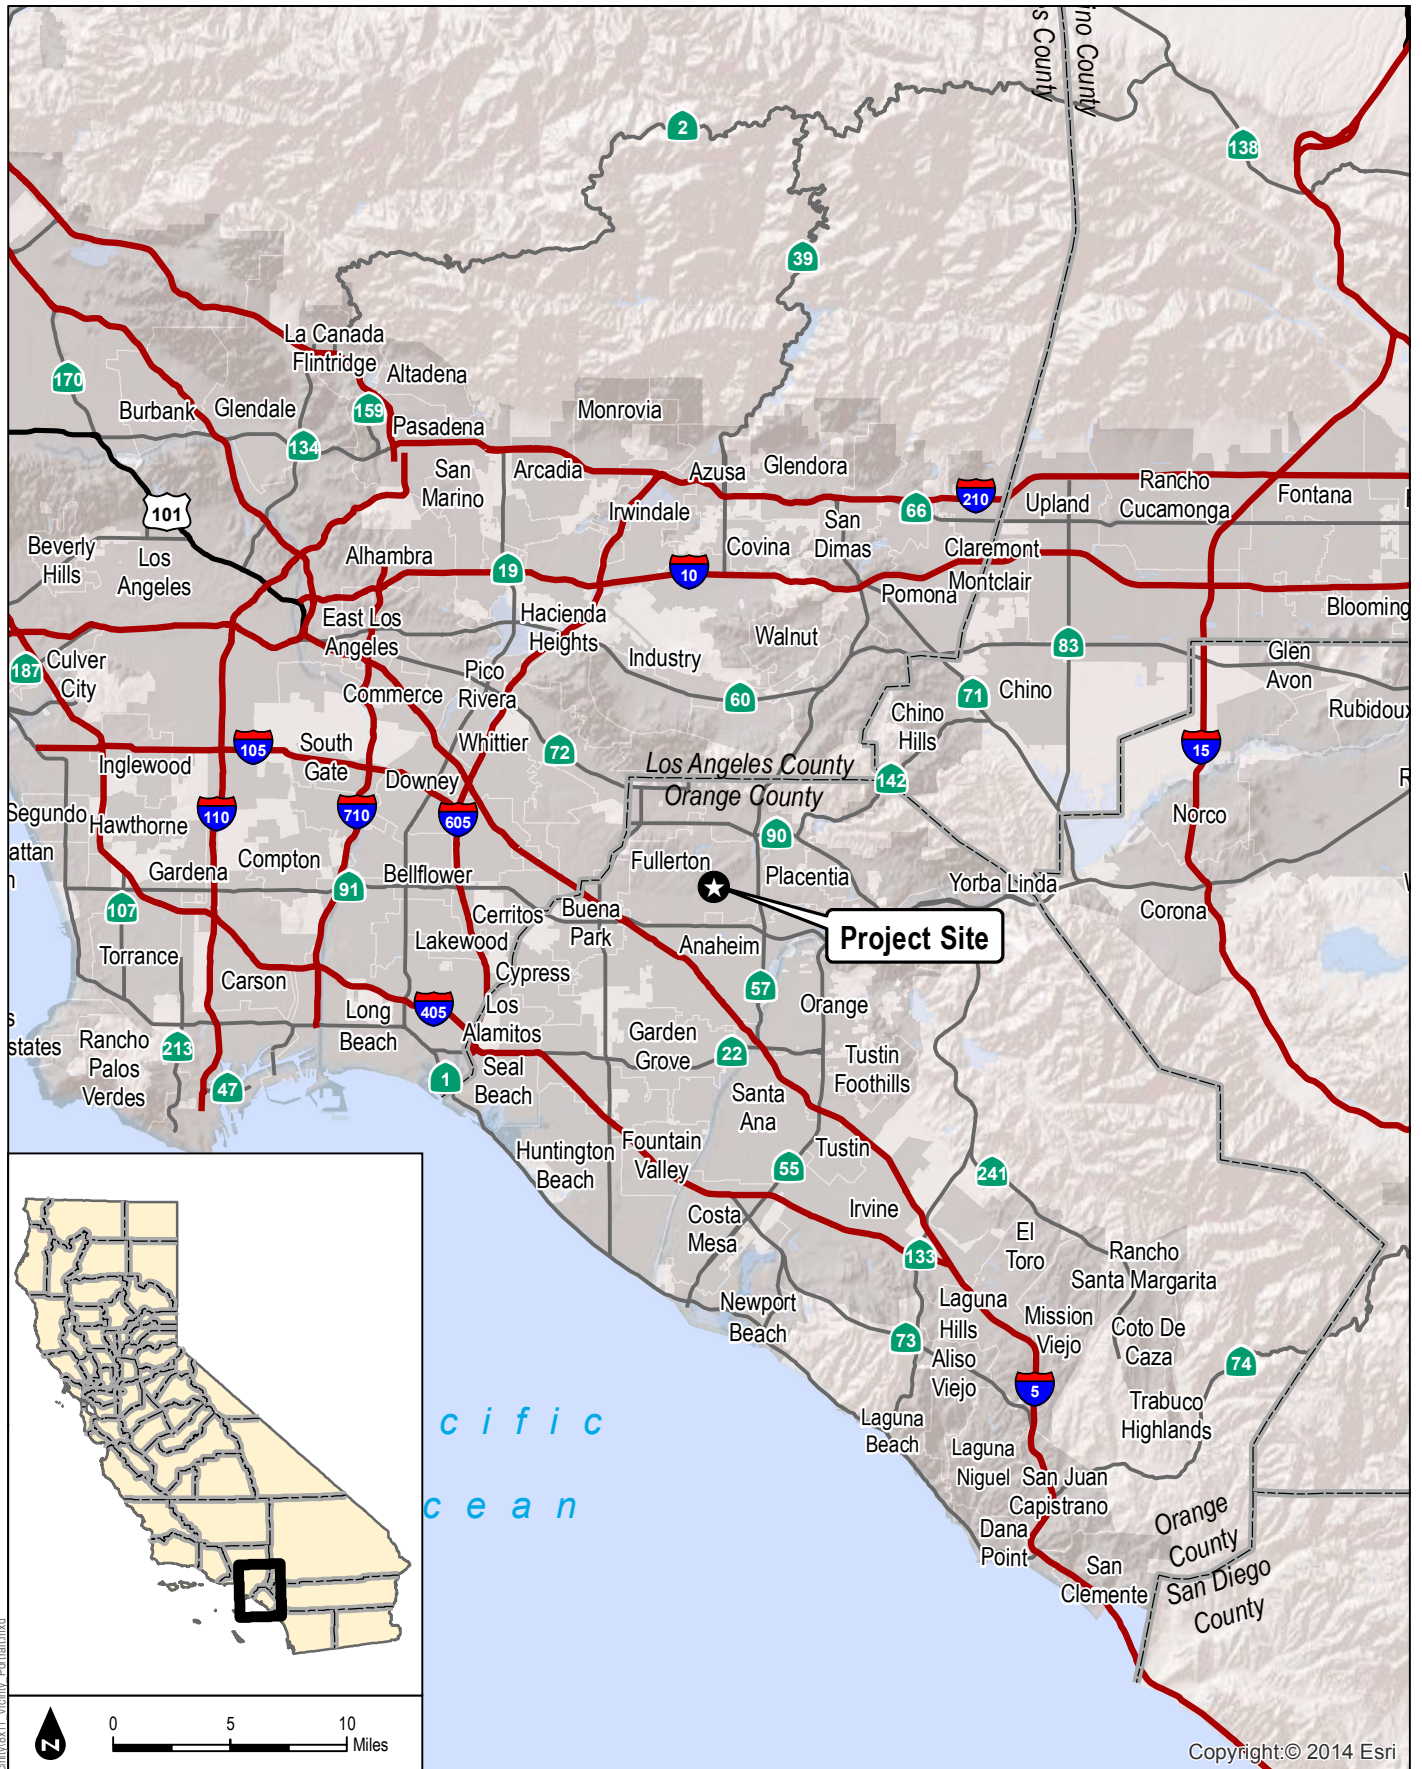 s County
ino County
2
138
39
La Canada
Flintridge
Altadena
170
159
Burbank
Glendale
Monrovia
134
Pasadena
San
Marino
Arcadia
Azusa
Glendora
210
Rancho
Cucamonga
Fontana
101
Irwindale
66
Upland
San
Dimas
Beverly
Hills
Los
Angeles
Alhambra
19
Covina
10
Claremont
Montclair
Pomona
Blooming
East Los
Angeles
Hacienda
Heights
Walnut
83
Glen
Avon
187
Culver
City
Industry
Pico
Rivera
Commerce
60
71
Chino
Chino
Hills
Rubidoux
105
South
Gate
Whittier
72
15
Inglewood
Downey
Los Angeles County
Orange County
142
Segundo
Hawthorne
110
710
605
90
Norco
attan
Gardena
Compton
91
Bellflower
Fullerton
Placentia
Yorba Linda
Corona
107
Cerritos
Buena
Park
Project Site
Torrance
Lakewood
Anaheim
Carson
Cypress
57
Orange
Long
Beach
405
Los
Alamitos
states
Rancho
Palos
Verdes
213
47
1
Seal
Beach
Garden
Grove
22
Tustin
Foothills
Santa
Ana
Huntington
Beach
Fountain
Valley
55
Tustin
241
Costa
Mesa
Irvine
133
El
Toro
Rancho
Santa Margarita
Newport
Beach
Laguna
Hills
Mission
Viejo
Coto De
Caza
73
Aliso
Viejo
74
5
Trabuco
Highlands
Laguna
Beach
Laguna
Niguel
San Juan
Capistrano
cific
cean
Dana
Point
San
Clemente
Orange
County
San Diego
County
N
0 5 10
Miles
Copyright:© 2014 Esri